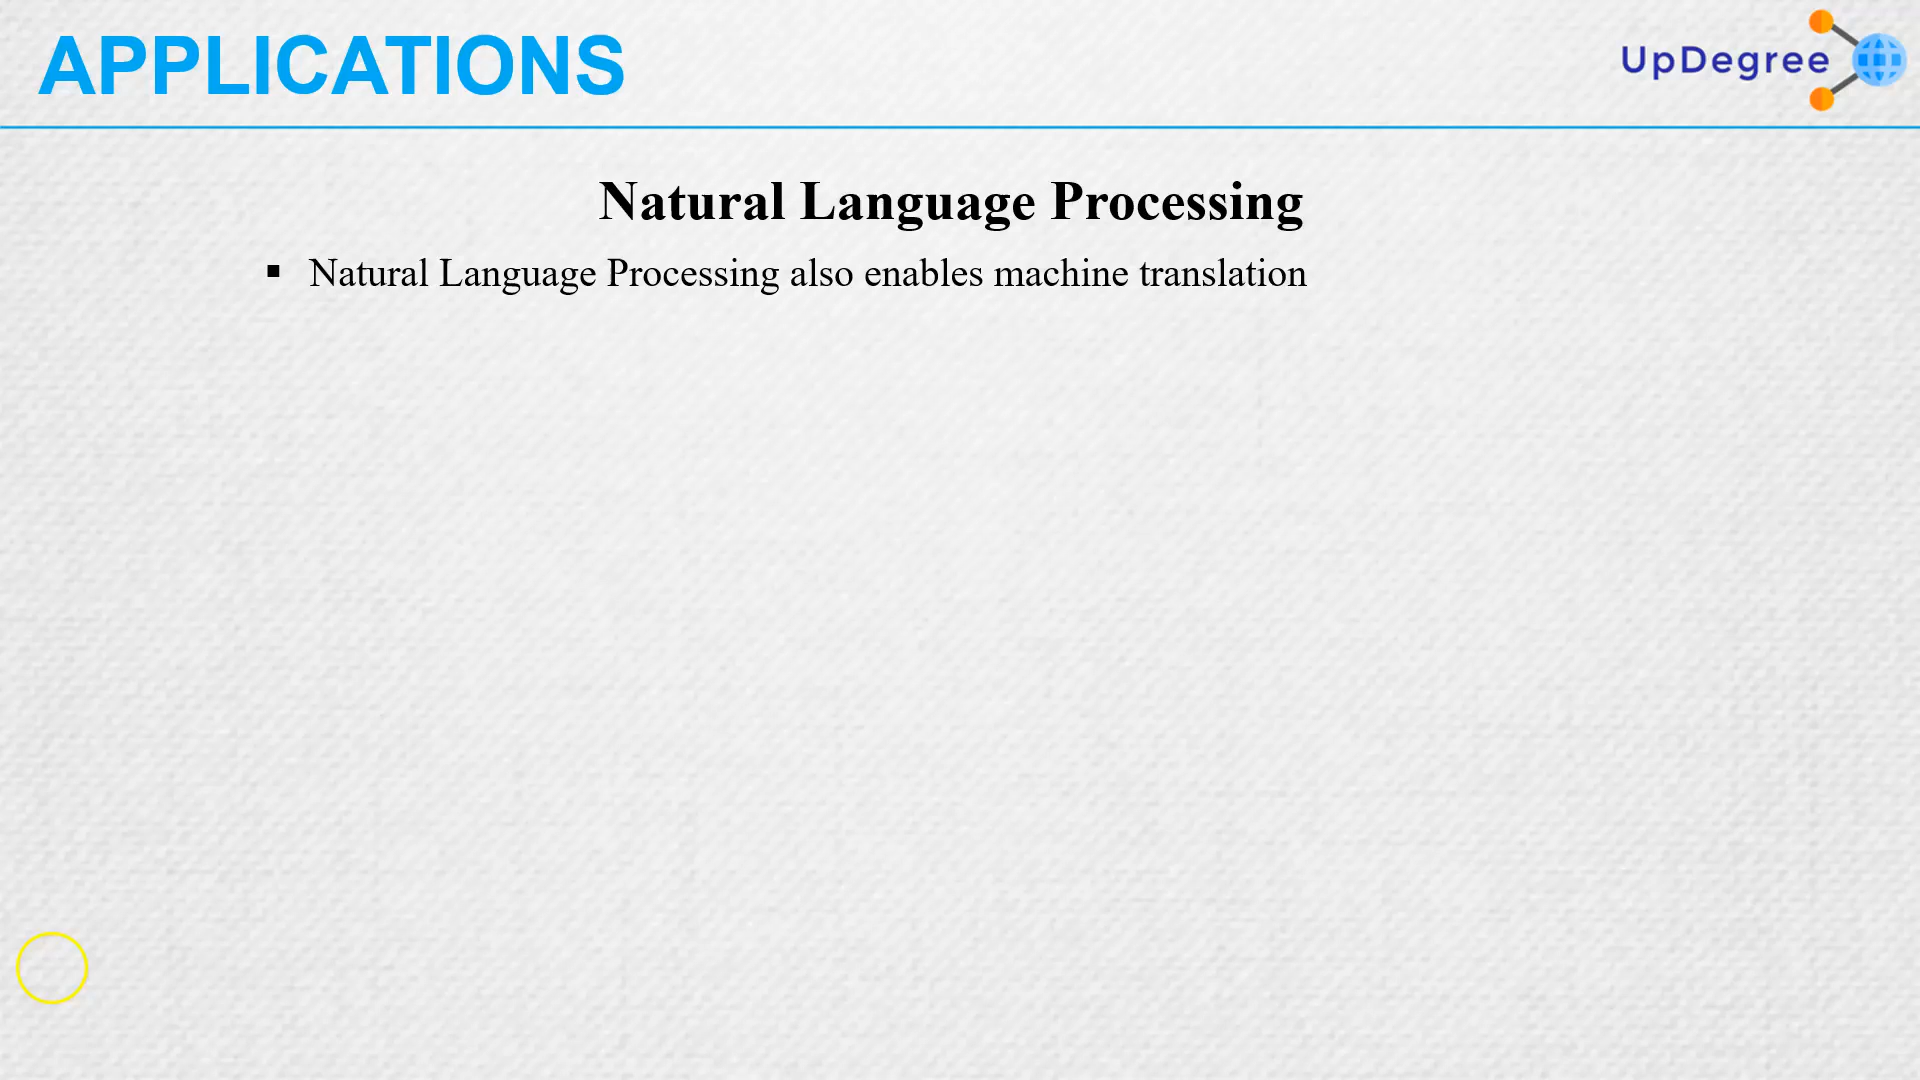 APPLICATIONS
UpDegree
Natural Language Processing
▪ Natural Language Processing also enables machine translation